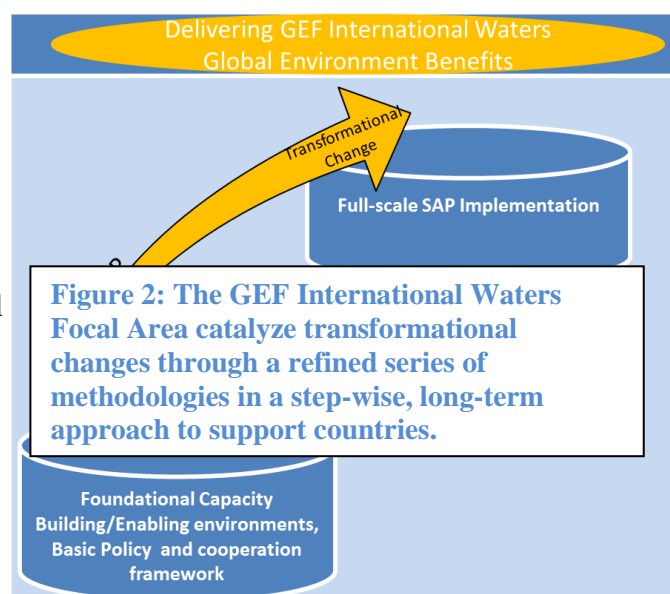 Delivering GEF International Waters
Global Environment Benefits
Transformational
Change
Full-scale SAP Implementation
Figure 2: The GEF International Waters
Focal Area catalyze transformational
changes through a refined series of
methodologies in a step-wise, long-term
approach to support countries.
Foundational Capacity
Building/Enabling environments,
Basic Policy and cooperation
framework